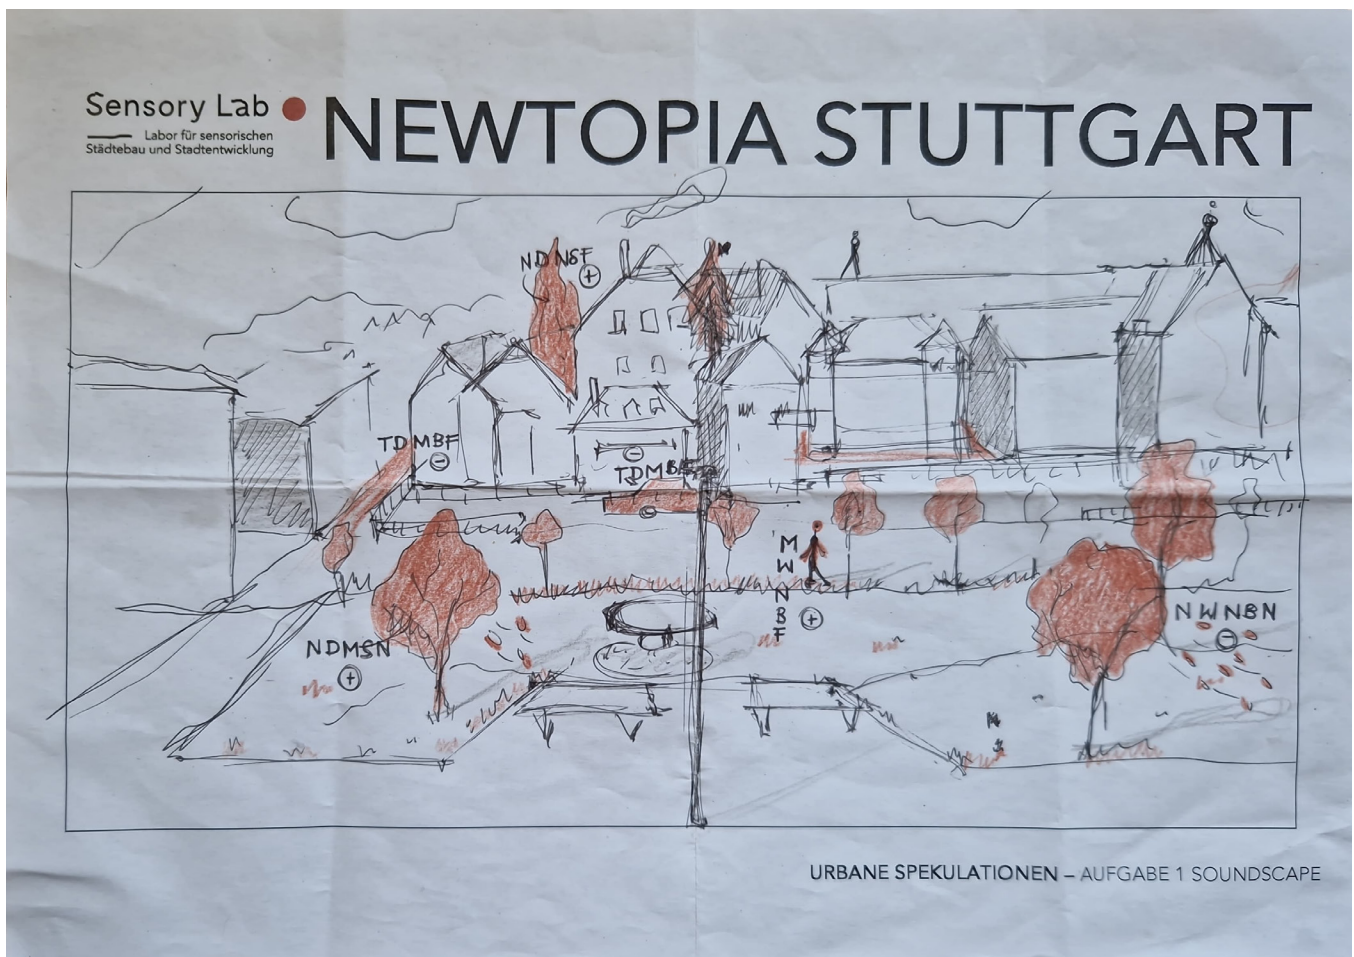 Sensory Lab
Labor für sensorischen
Städtebau und Stadtentwicklung
NEWTOPIA STUTTGART
NDNSF
+
TDMBF
−
−
TDMBF
M
W
N
B
F
+
NWNBN
−
NDMSN
+
URBANE SPEKULATIONEN – AUFGABE 1 SOUNDSCAPE